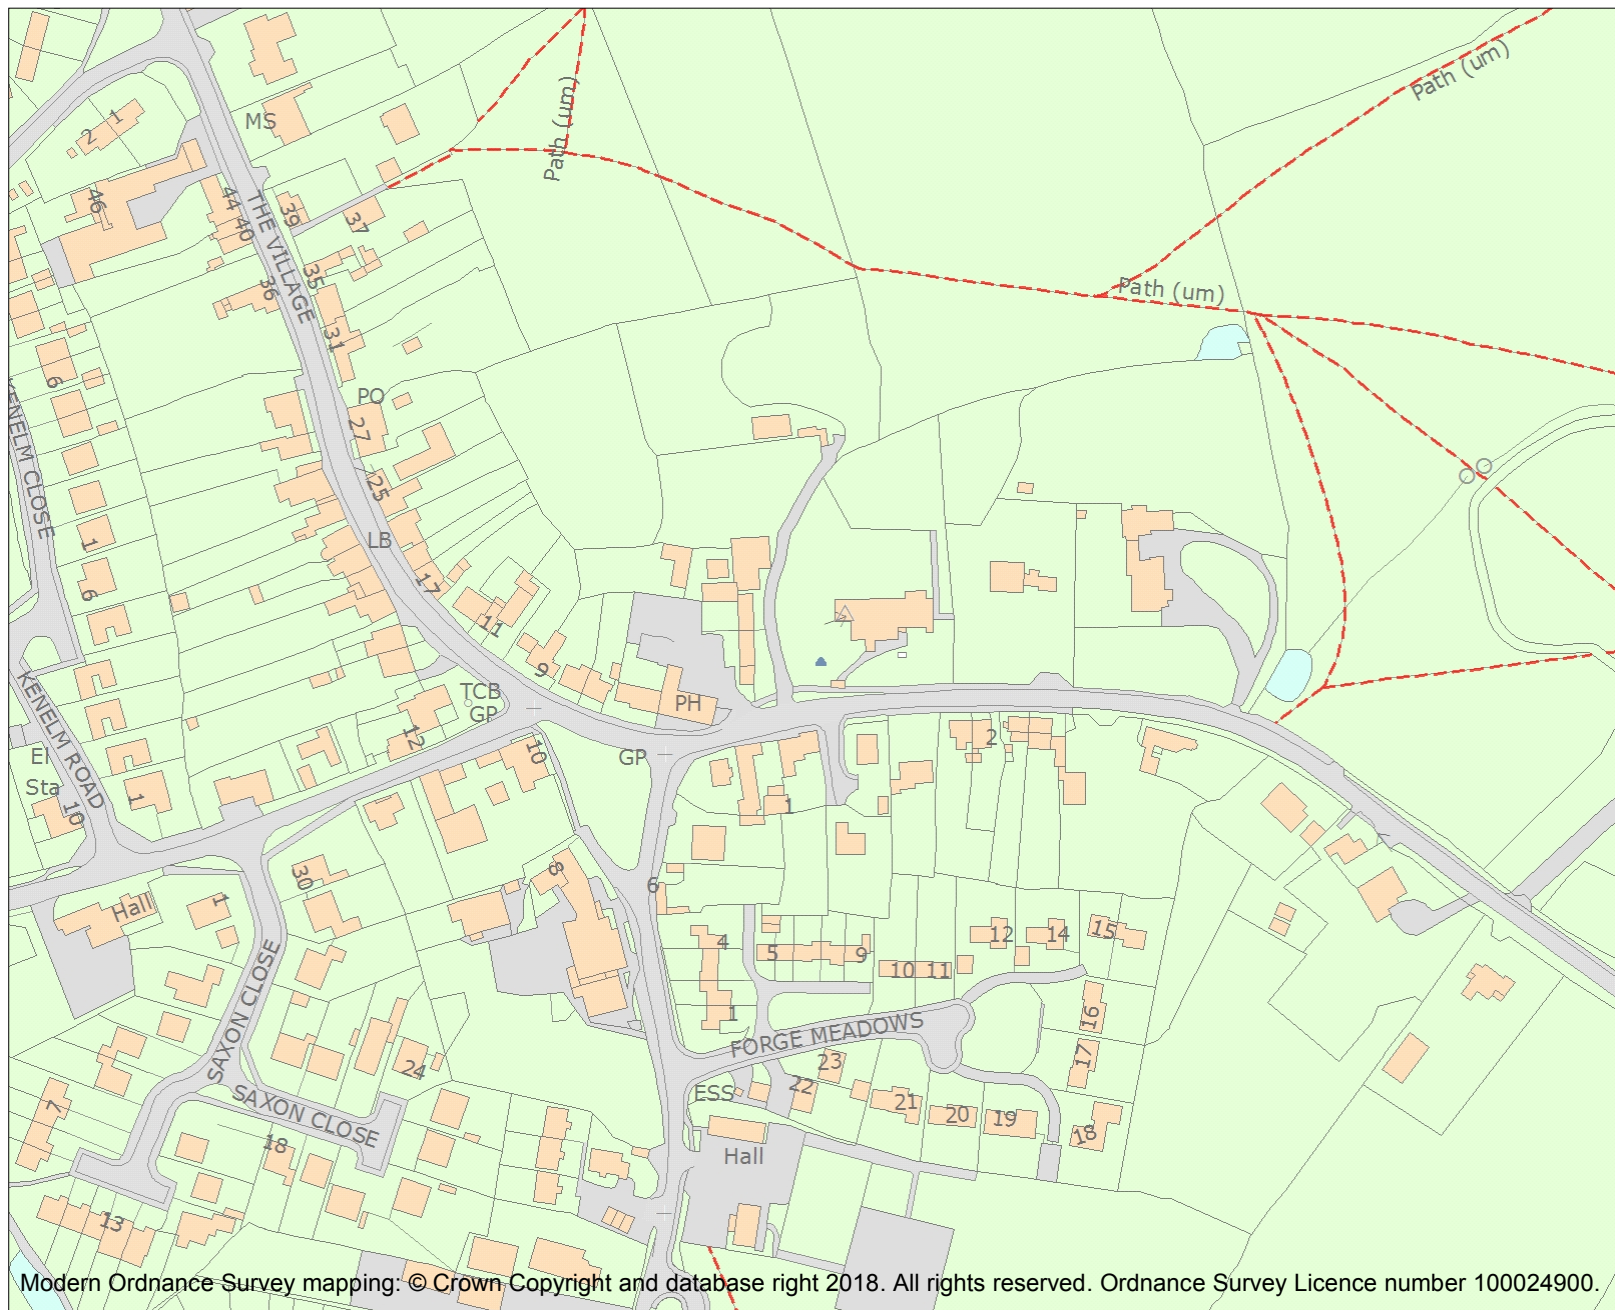 Path (um)
Path (um)
MS
2
1
46
44
40
39
37
THE VILLAGE
35
36
Path (um)
31
6
PO
27
KENELM CLOSE
25
1
LB
17
6
11
9
KENELM ROAD
TCB
GP
PH
12
10
GP
2
El
Sta
10
1
1
8
6
30
Hall
1
4
5
9
12
14
15
10
11
SAXON CLOSE
1
16
FORGE MEADOWS
17
23
24
22
ESS
21
20
19
18
7
SAXON CLOSE
18
Hall
13
Modern Ordnance Survey mapping: © Crown Copyright and database right 2018. All rights reserved. Ordnance Survey Licence number 100024900.